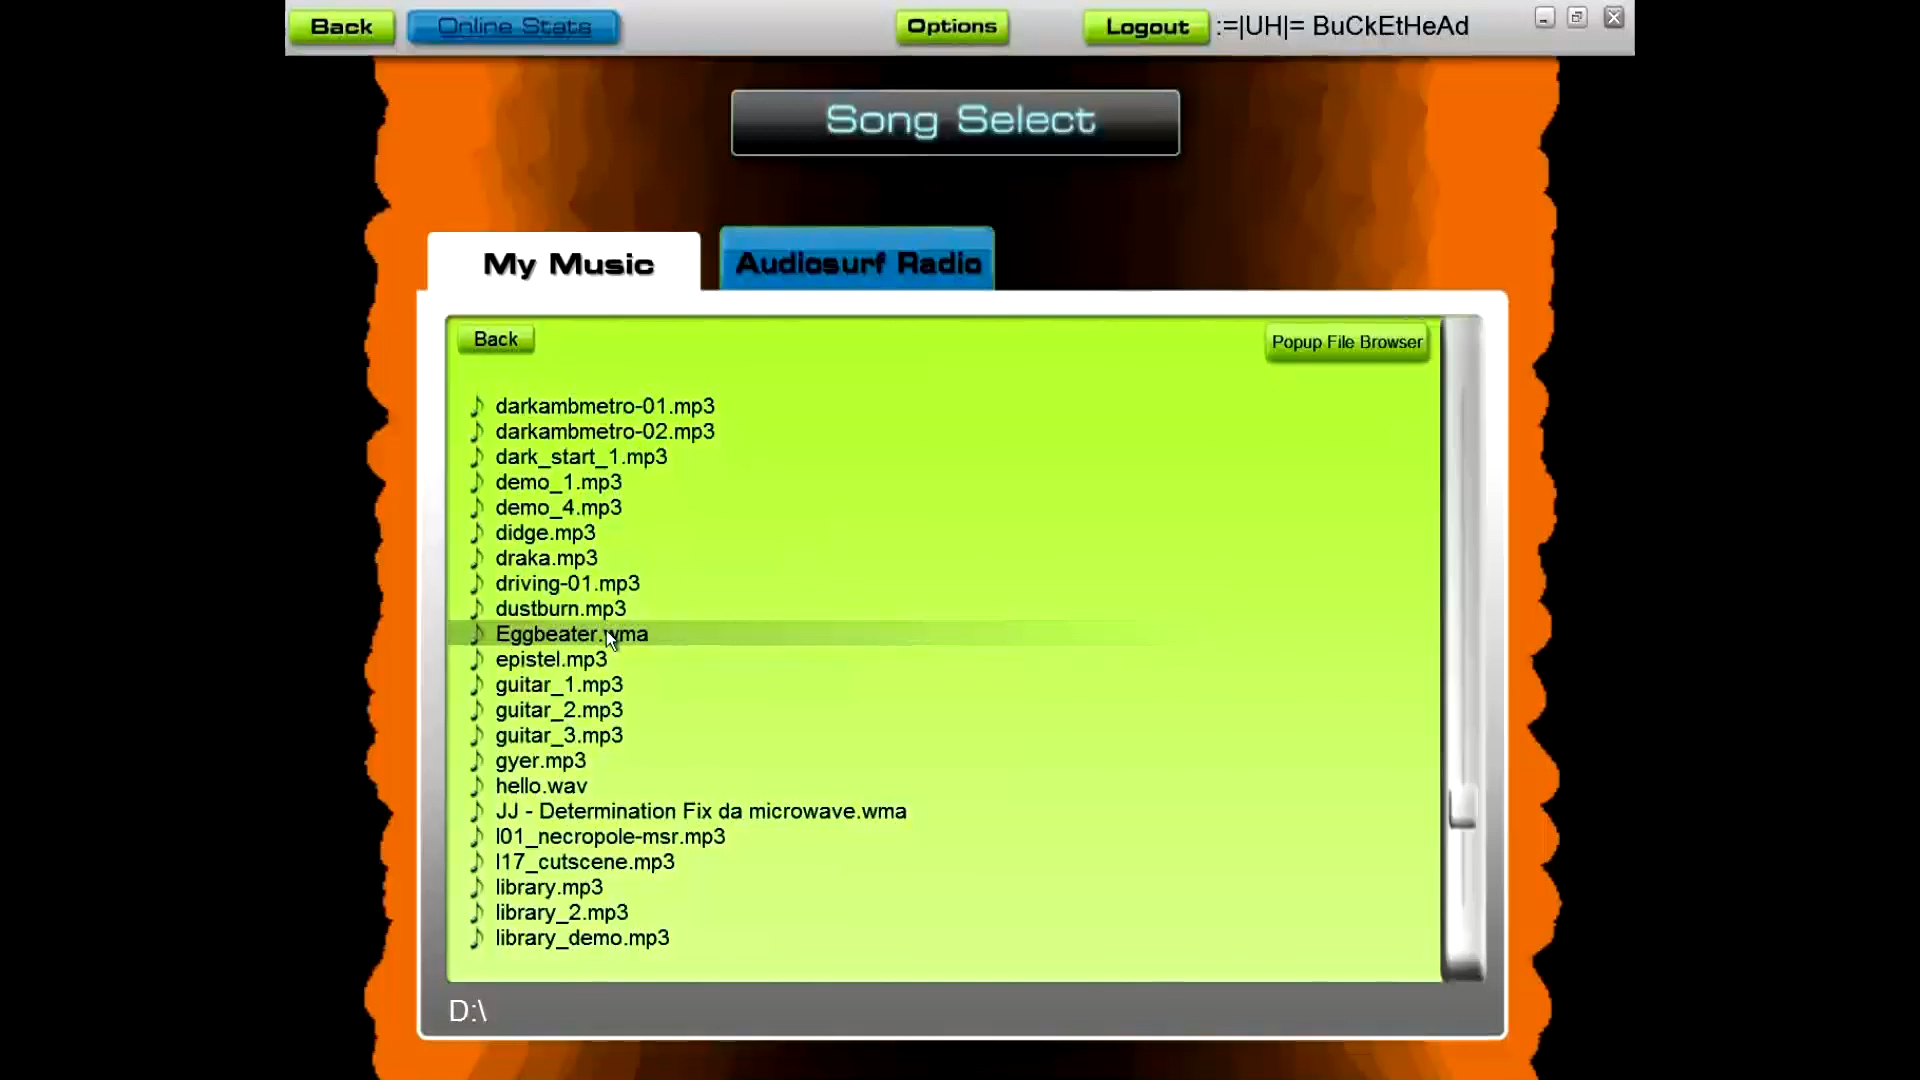 Back
Online Stats
Options
Logout
:=|UH|= BuCkEtHeAd
Song Select
My Music
Audiosurf Radio
Back
Popup File Browser
darkambmetro-01.mp3
darkambmetro-02.mp3
dark_start_1.mp3
demo_1.mp3
demo_4.mp3
didge.mp3
draka.mp3
driving-01.mp3
dustburn.mp3
Eggbeater.wma
epistel.mp3
guitar_1.mp3
guitar_2.mp3
guitar_3.mp3
gyer.mp3
hello.wav
JJ - Determination Fix da microwave.wma
l01_necropole-msr.mp3
l17_cutscene.mp3
library.mp3
library_2.mp3
library_demo.mp3
D:\